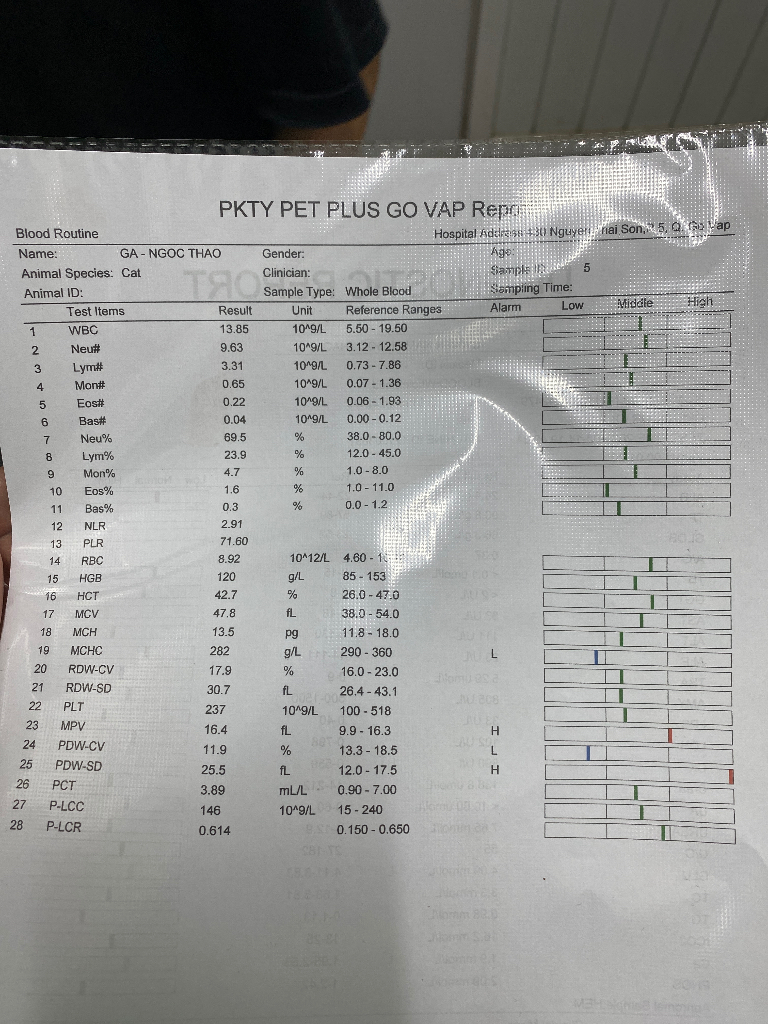 PKTY PET PLUS GO VAP
Blood Routine Hospital Address Nguyen Son, 5, Q. Go Vap
Name: GA - NGOC THAO Gender: Age:
Animal Species: Cat Clinician: Sample 5
Animal ID: Sample Type: Whole Blood Sampling Time:
Test Items Result Unit Reference Ranges Alarm Low Middle High
1 WBC 13.85 10^9/L 5.50 - 19.50
2 Neu# 9.63 10^9/L 3.12 - 12.58
3 Lym# 3.31 10^9/L 0.73 - 7.86
4 Mon# 0.65 10^9/L 0.07 - 1.36
5 Eos# 0.22 10^9/L 0.06 - 1.93
6 Bas# 0.04 10^9/L 0.00 - 0.12
7 Neu% 69.5 % 38.0 - 80.0
8 Lym% 23.9 % 12.0 - 45.0
9 Mon% 4.7 % 1.0 - 8.0
10 Eos% 1.6 % 1.0 - 11.0
11 Bas% 0.3 % 0.0 - 1.2
12 NLR 2.91
13 PLR 71.60
14 RBC 8.92 10^12/L 4.60 -
15 HGB 120 g/L 85 - 153
16 HCT 42.7 % 26.0 - 47.0
17 MCV 47.8 fL 38.0 - 54.0
18 MCH 13.5 pg 11.8 - 18.0
19 MCHC 282 g/L 290 - 360 L
20 RDW-CV 17.9 % 16.0 - 23.0
21 RDW-SD 30.7 fL 26.4 - 43.1
22 PLT 237 10^9/L 100 - 518
23 MPV 16.4 fL 9.9 - 16.3 H
24 PDW-CV 11.9 % 13.3 - 18.5 L
25 PDW-SD 25.5 fL 12.0 - 17.5 H
26 PCT 3.89 mL/L 0.90 - 7.00
27 P-LCC 146 10^9/L 15 - 240
28 P-LCR 0.614 0.150 - 0.650